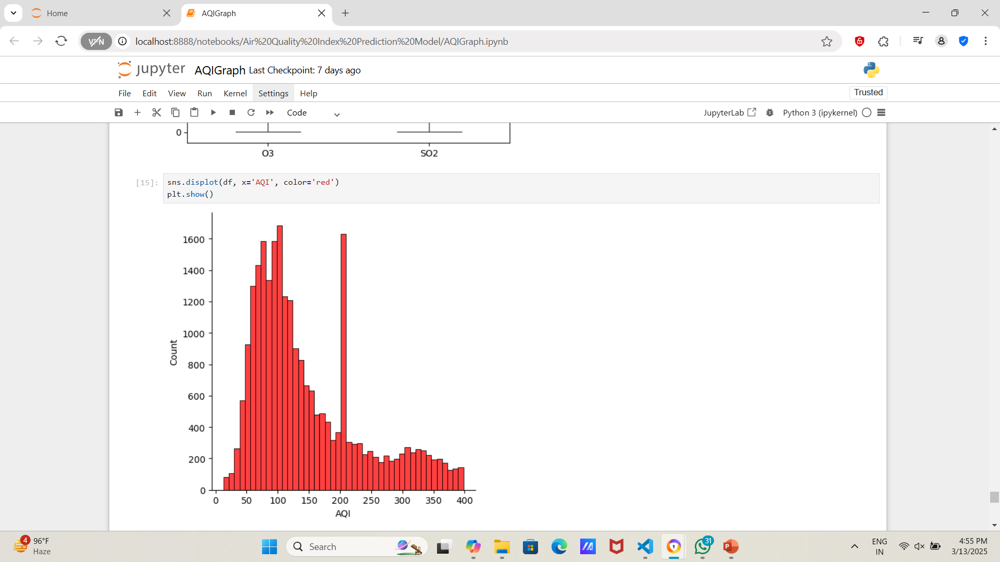 Home
AQIGraph
VPN
localhost:8888/notebooks/Air%20Quality%20Index%20Prediction%20Model/AQIGraph.ipynb
jupyter AQIGraph Last Checkpoint: 7 days ago
File Edit View Run Kernel Settings Help
Trusted
Code
JupyterLab
Python 3 (ipykernel)
0
O3 SO2
[15]:
sns.displot(df, x='AQI', color='red')
plt.show()
1600
1400
1200
1000
800
600
400
200
0
Count
0 50 100 150 200 250 300 350 400
AQI
4
96°F
Haze
Search
31
P
ENG
IN
4:55 PM
3/13/2025